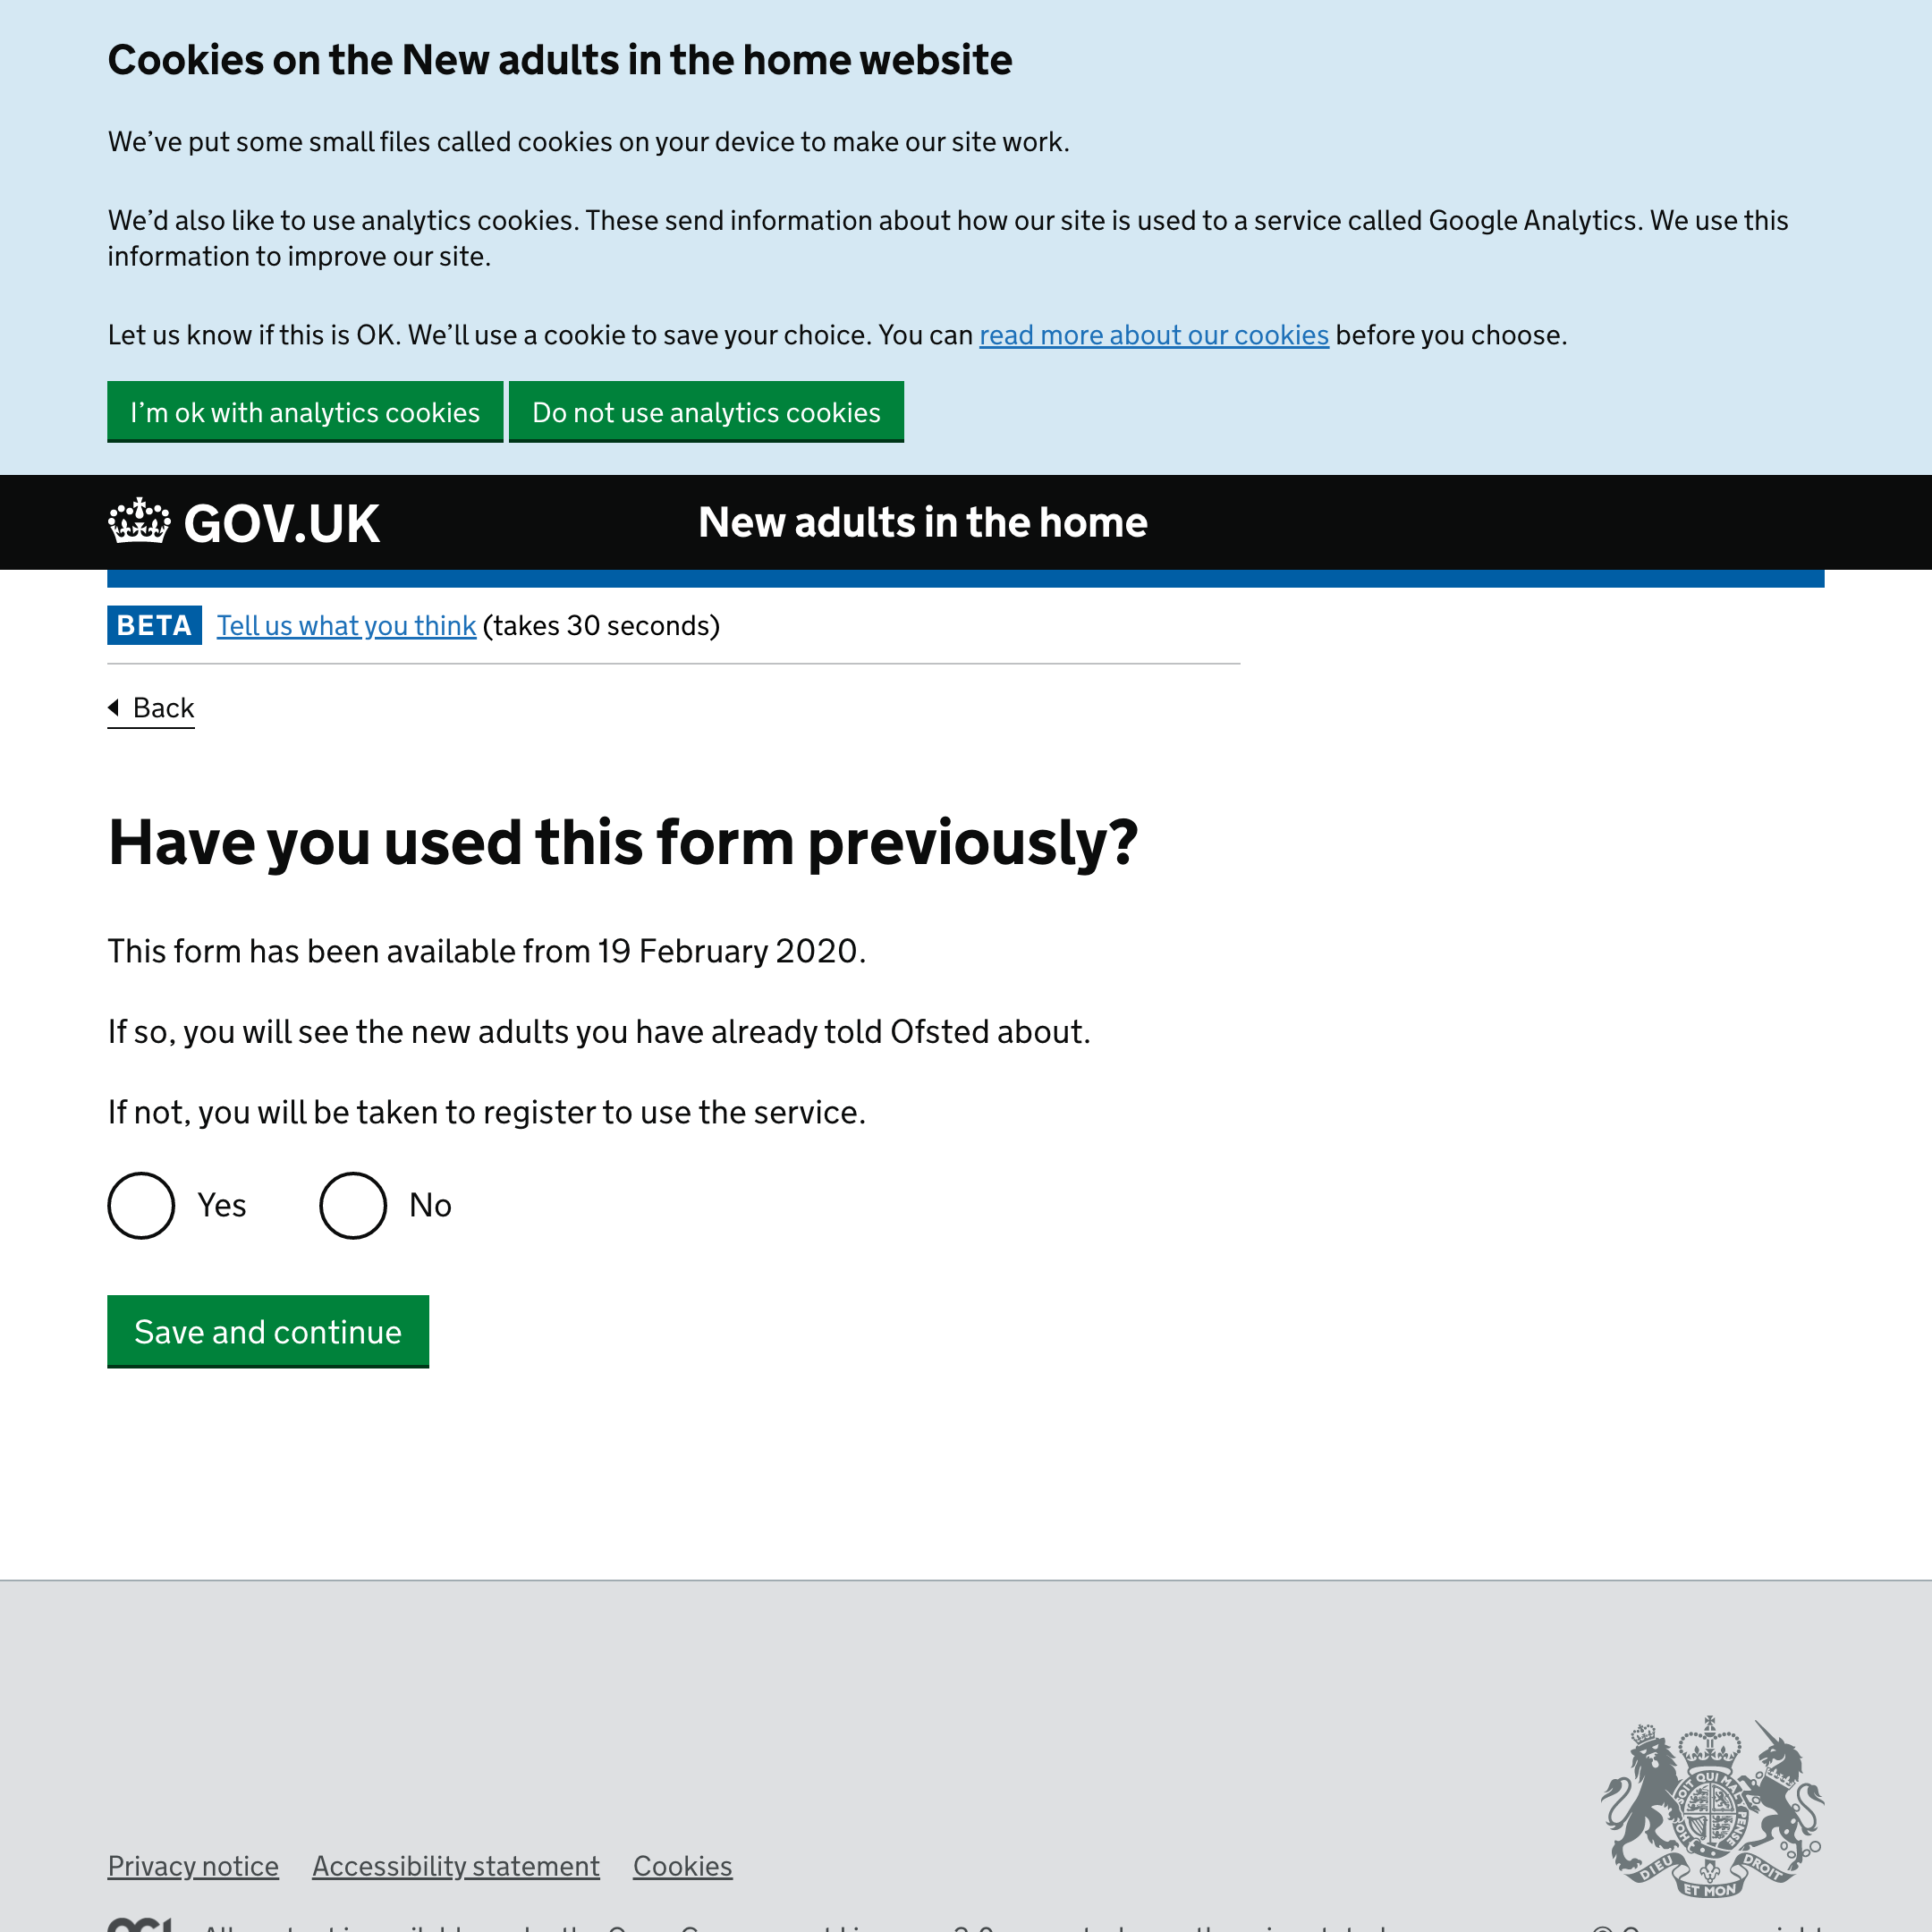 Cookies on the New adults in the home website
We’ve put some small files called cookies on your device to make our site work.
We’d also like to use analytics cookies. These send information about how our site is used to a service called Google Analytics. We use this
information to improve our site.
Let us know if this is OK. We’ll use a cookie to save your choice. You can read more about our cookies before you choose.
I’m ok with analytics cookies Do not use analytics cookies
GOV.UK New adults in the home
BETA Tell us what you think (takes 30 seconds)
Back
Have you used this form previously?
This form has been available from 19 February 2020.
If so, you will see the new adults you have already told Ofsted about.
If not, you will be taken to register to use the service.
Yes No
Save and continue
SOIT QUI MAL Y PENSE
DIEU ET MON DROIT
Privacy notice Accessibility statement Cookies